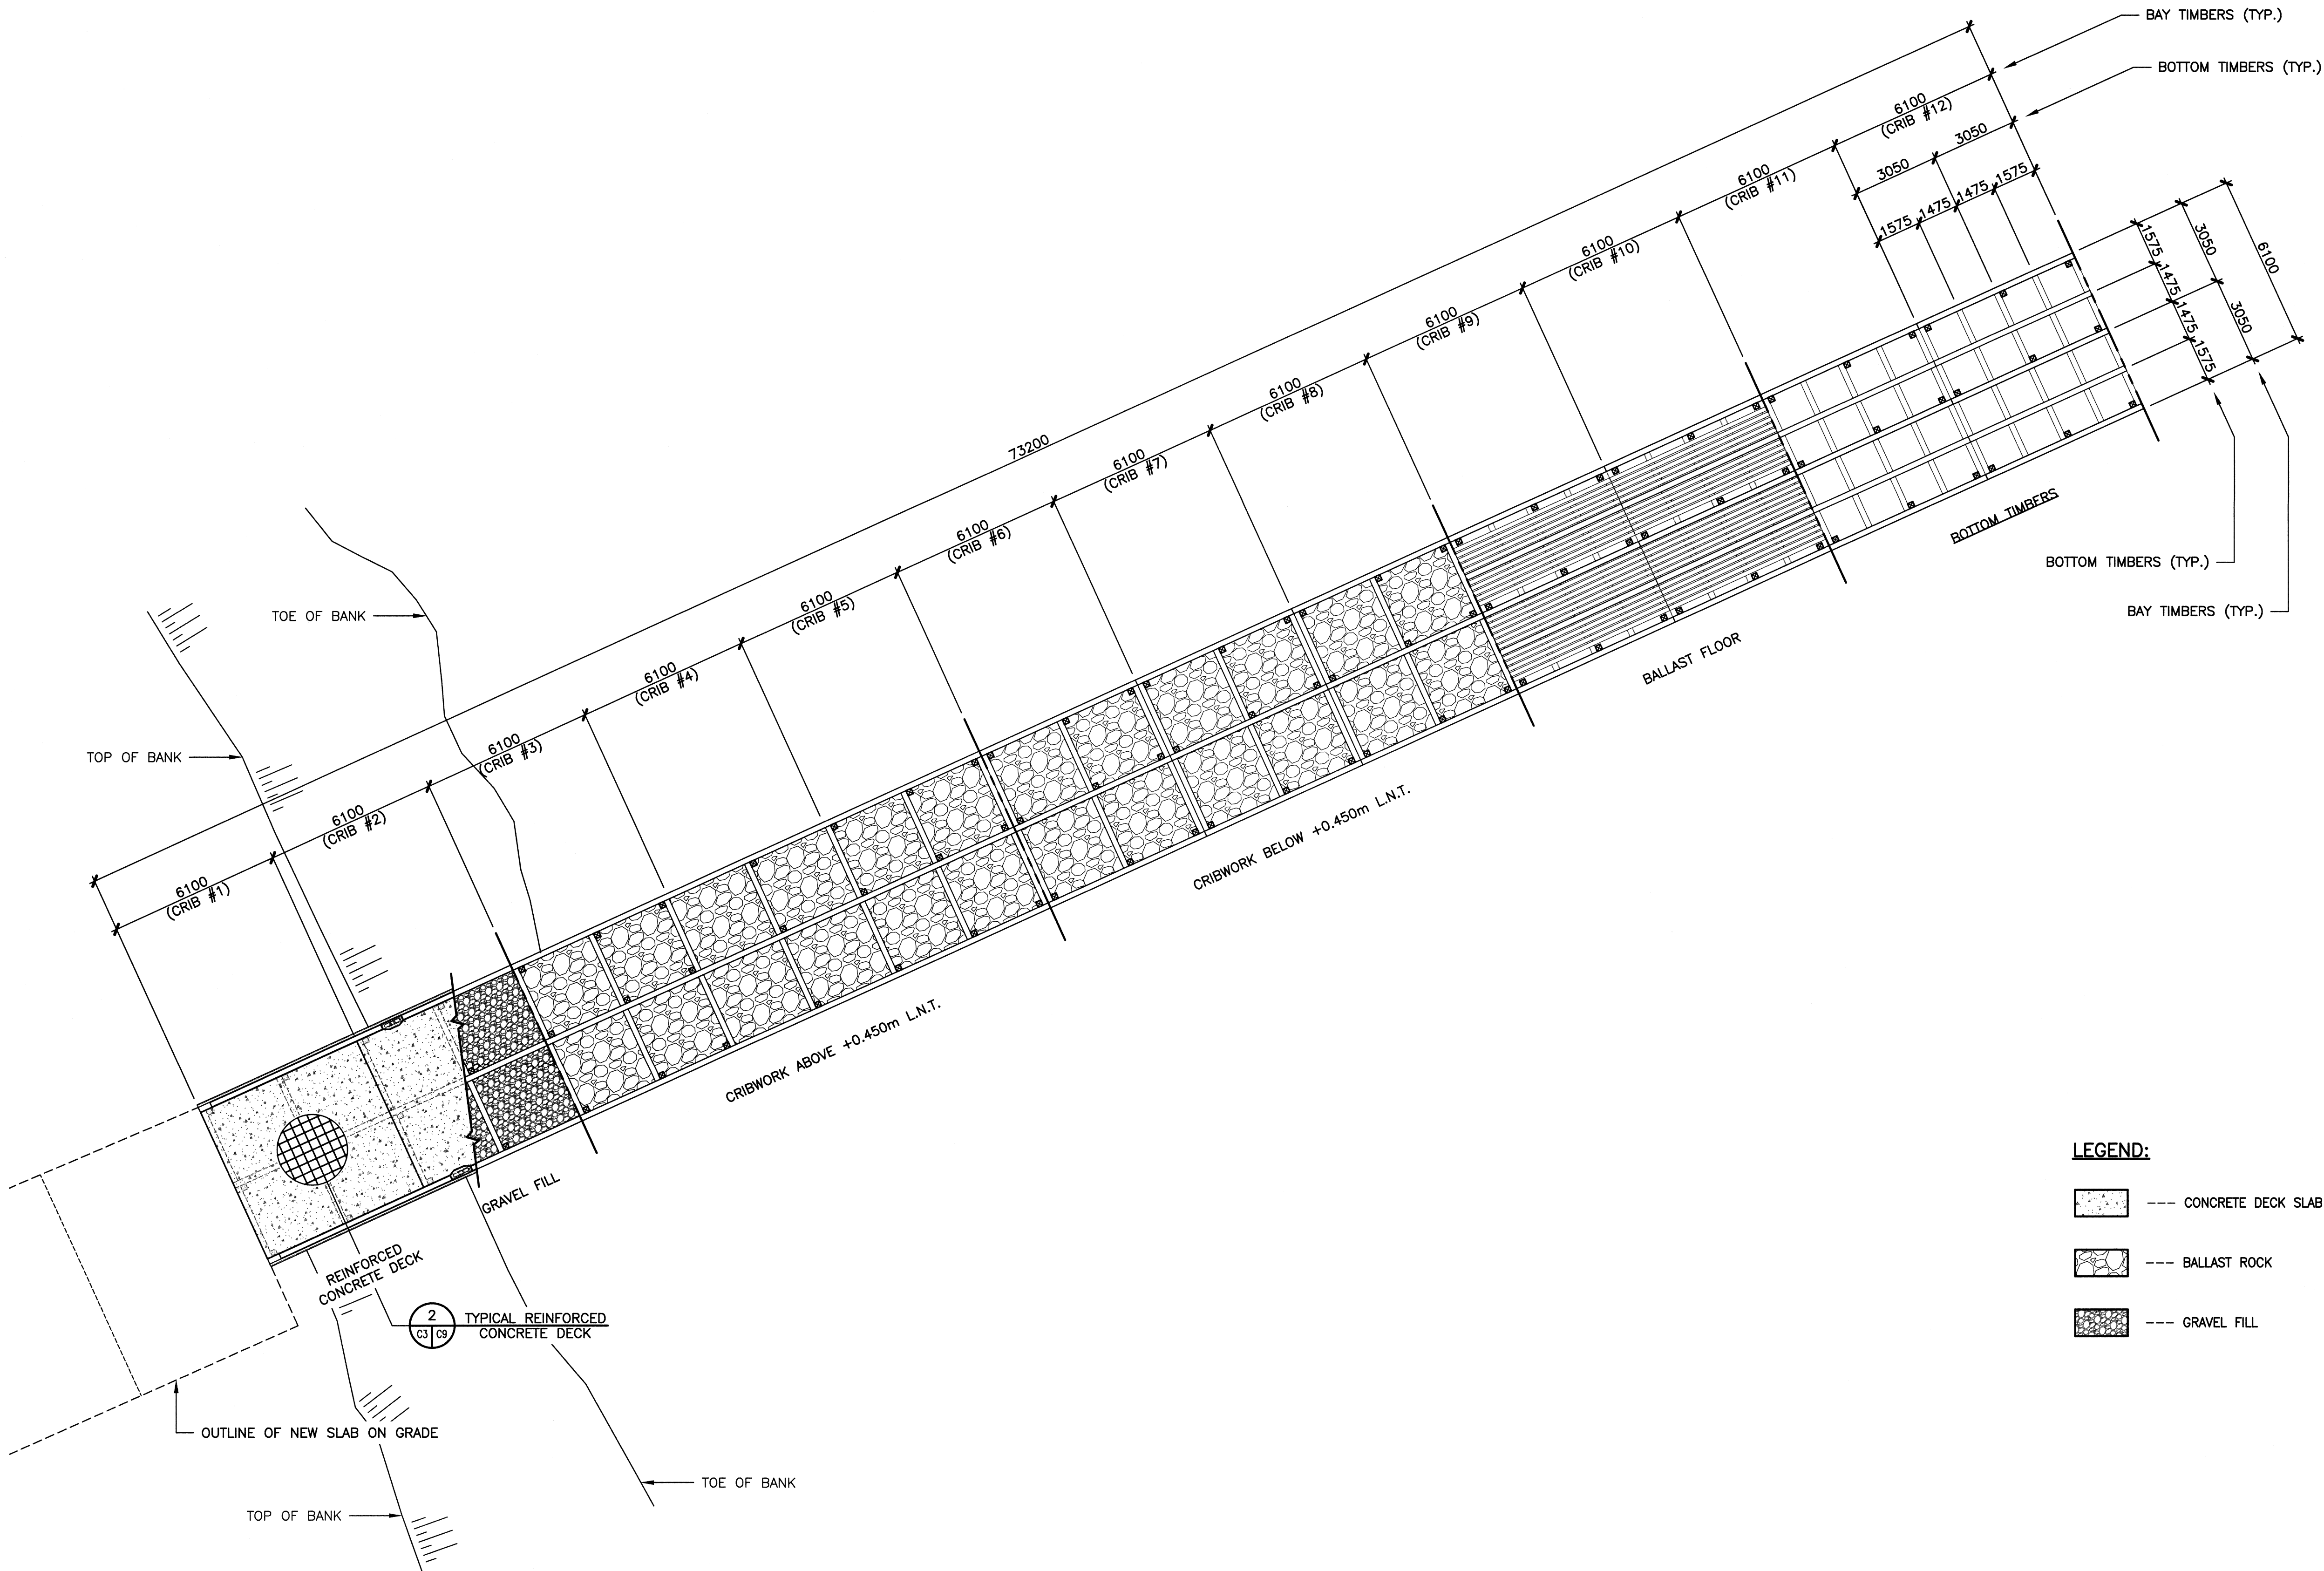 BAY TIMBERS (TYP.)
BOTTOM TIMBERS (TYP.)
6100
(CRIB #12)
3050
3050
1575
1475
1475
1575
6100
(CRIB #11)
6100
(CRIB #10)
6100
(CRIB #9)
6100
(CRIB #8)
6100
(CRIB #7)
6100
(CRIB #6)
6100
(CRIB #5)
6100
(CRIB #4)
6100
(CRIB #3)
6100
(CRIB #2)
6100
(CRIB #1)
73200
1575
1475
1475
1575
3050
3050
6100
BOTTOM TIMBERS
BOTTOM TIMBERS (TYP.)
BAY TIMBERS (TYP.)
BALLAST FLOOR
CRIBWORK BELOW +0.450m L.N.T.
CRIBWORK ABOVE +0.450m L.N.T.
TOE OF BANK
TOP OF BANK
GRAVEL FILL
REINFORCED
CONCRETE DECK
2
C3
C9
TYPICAL REINFORCED
CONCRETE DECK
OUTLINE OF NEW SLAB ON GRADE
TOE OF BANK
TOP OF BANK
LEGEND:
CONCRETE DECK SLAB
BALLAST ROCK
GRAVEL FILL